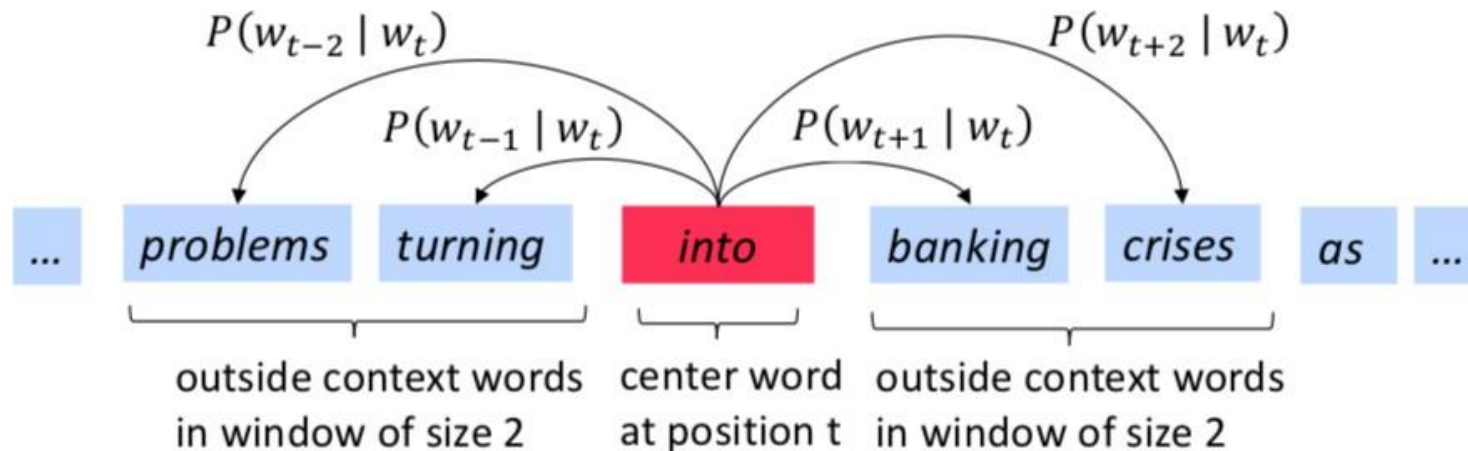 P(w_{t−2} | w_t) P(w_{t+2} | w_t)
P(w_{t−1} | w_t) P(w_{t+1} | w_t)
... problems turning into banking crises as ...
outside context words center word outside context words
in window of size 2 at position t in window of size 2